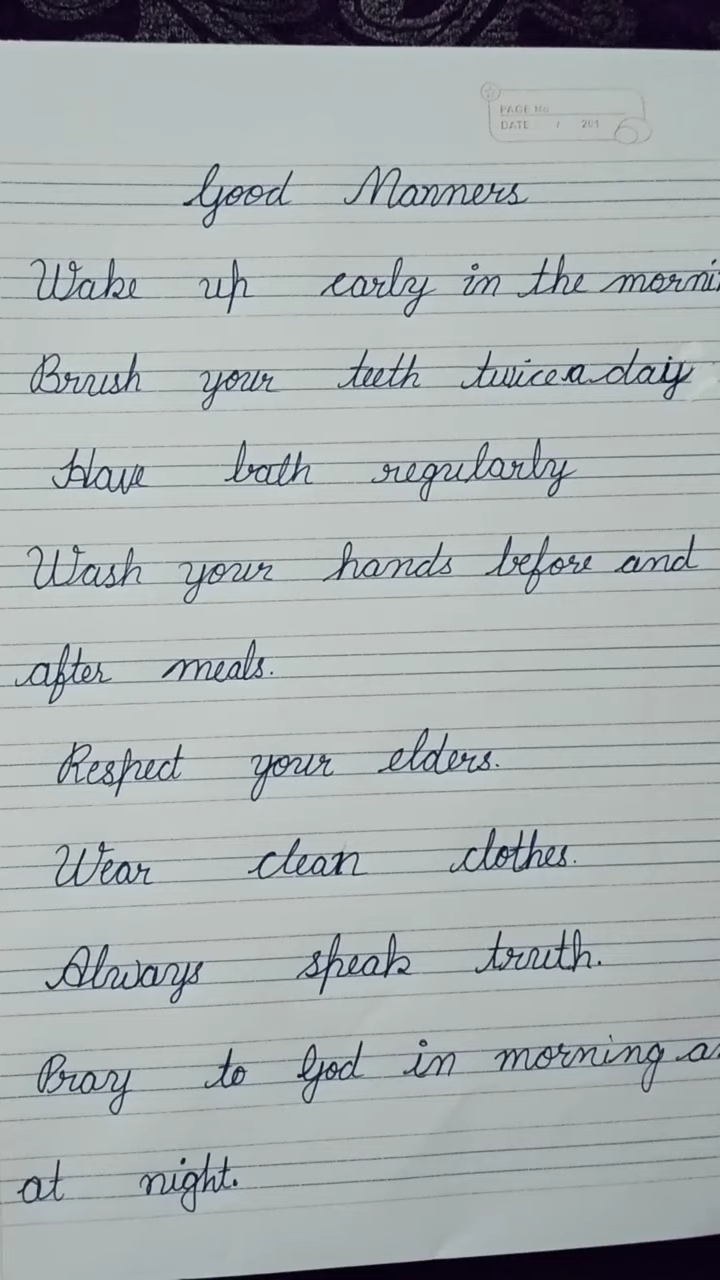 PAGE No
DATE / 201
Good Manners
Wake up early in the morni
Brush your teeth twice a day
Have bath regularly
Wash your hands before and
after meals.
Respect your elders.
Wear clean clothes.
Always speak truth.
Pray to God in morning a
at night.